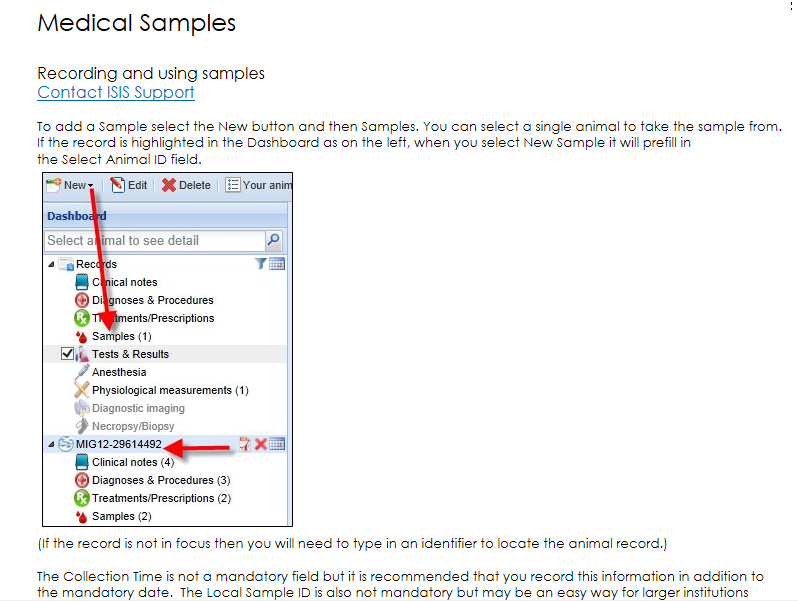 Medical Samples
Recording and using samples
Contact ISIS Support
To add a Sample select the New button and then Samples. You can select a single animal to take the sample from.
If the record is highlighted in the Dashboard as on the left, when you select New Sample it will prefill in
the Select Animal ID field.
New Edit Delete Your anim
Dashboard
Select animal to see detail
Records
Clinical notes
Diagnoses & Procedures
Treatments/Prescriptions
Samples (1)
Tests & Results
Anesthesia
Physiological measurements (1)
Diagnostic imaging
Necropsy/Biopsy
MIG12-29614492
Clinical notes (4)
Diagnoses & Procedures (3)
Rx Treatments/Prescriptions (2)
Samples (2)
(If the record is not in focus then you will need to type in an identifier to locate the animal record.)
The Collection Time is not a mandatory field but it is recommended that you record this information in addition to
the mandatory date. The Local Sample ID is also not mandatory but may be an easy way for larger institutions